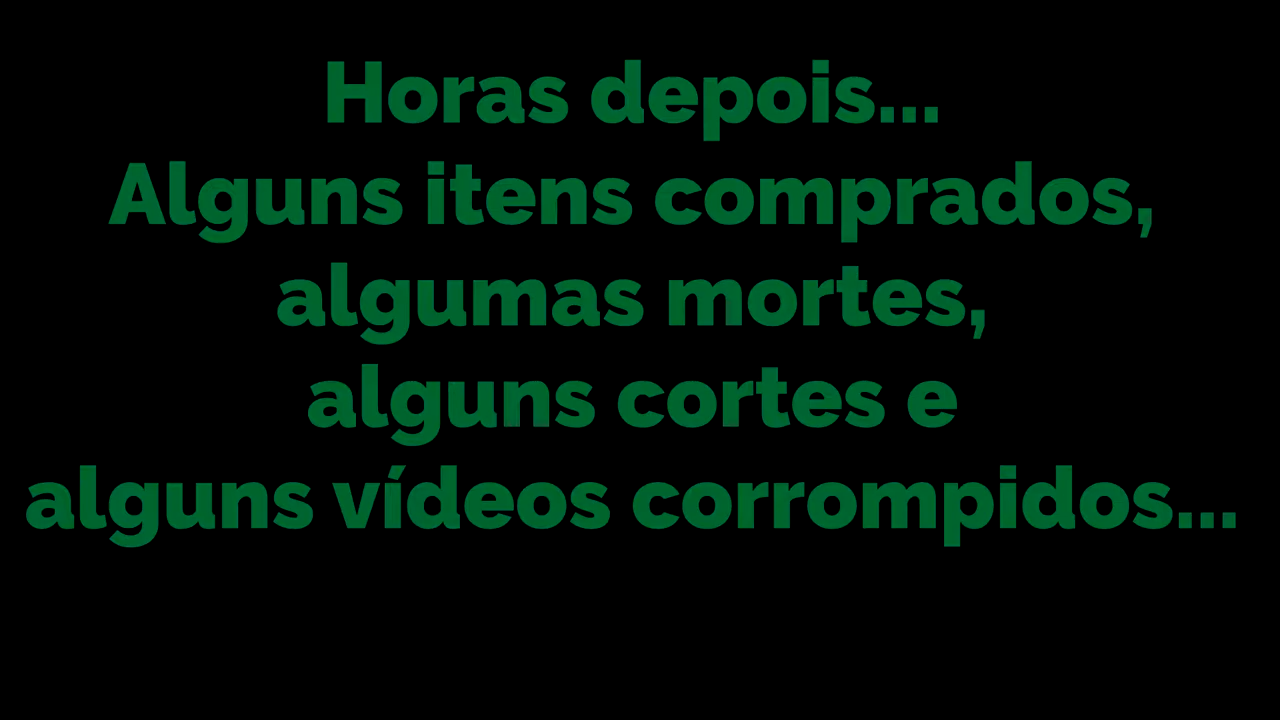 Horas depois...
Alguns itens comprados,
algumas mortes,
alguns cortes e
alguns vídeos corrompidos...